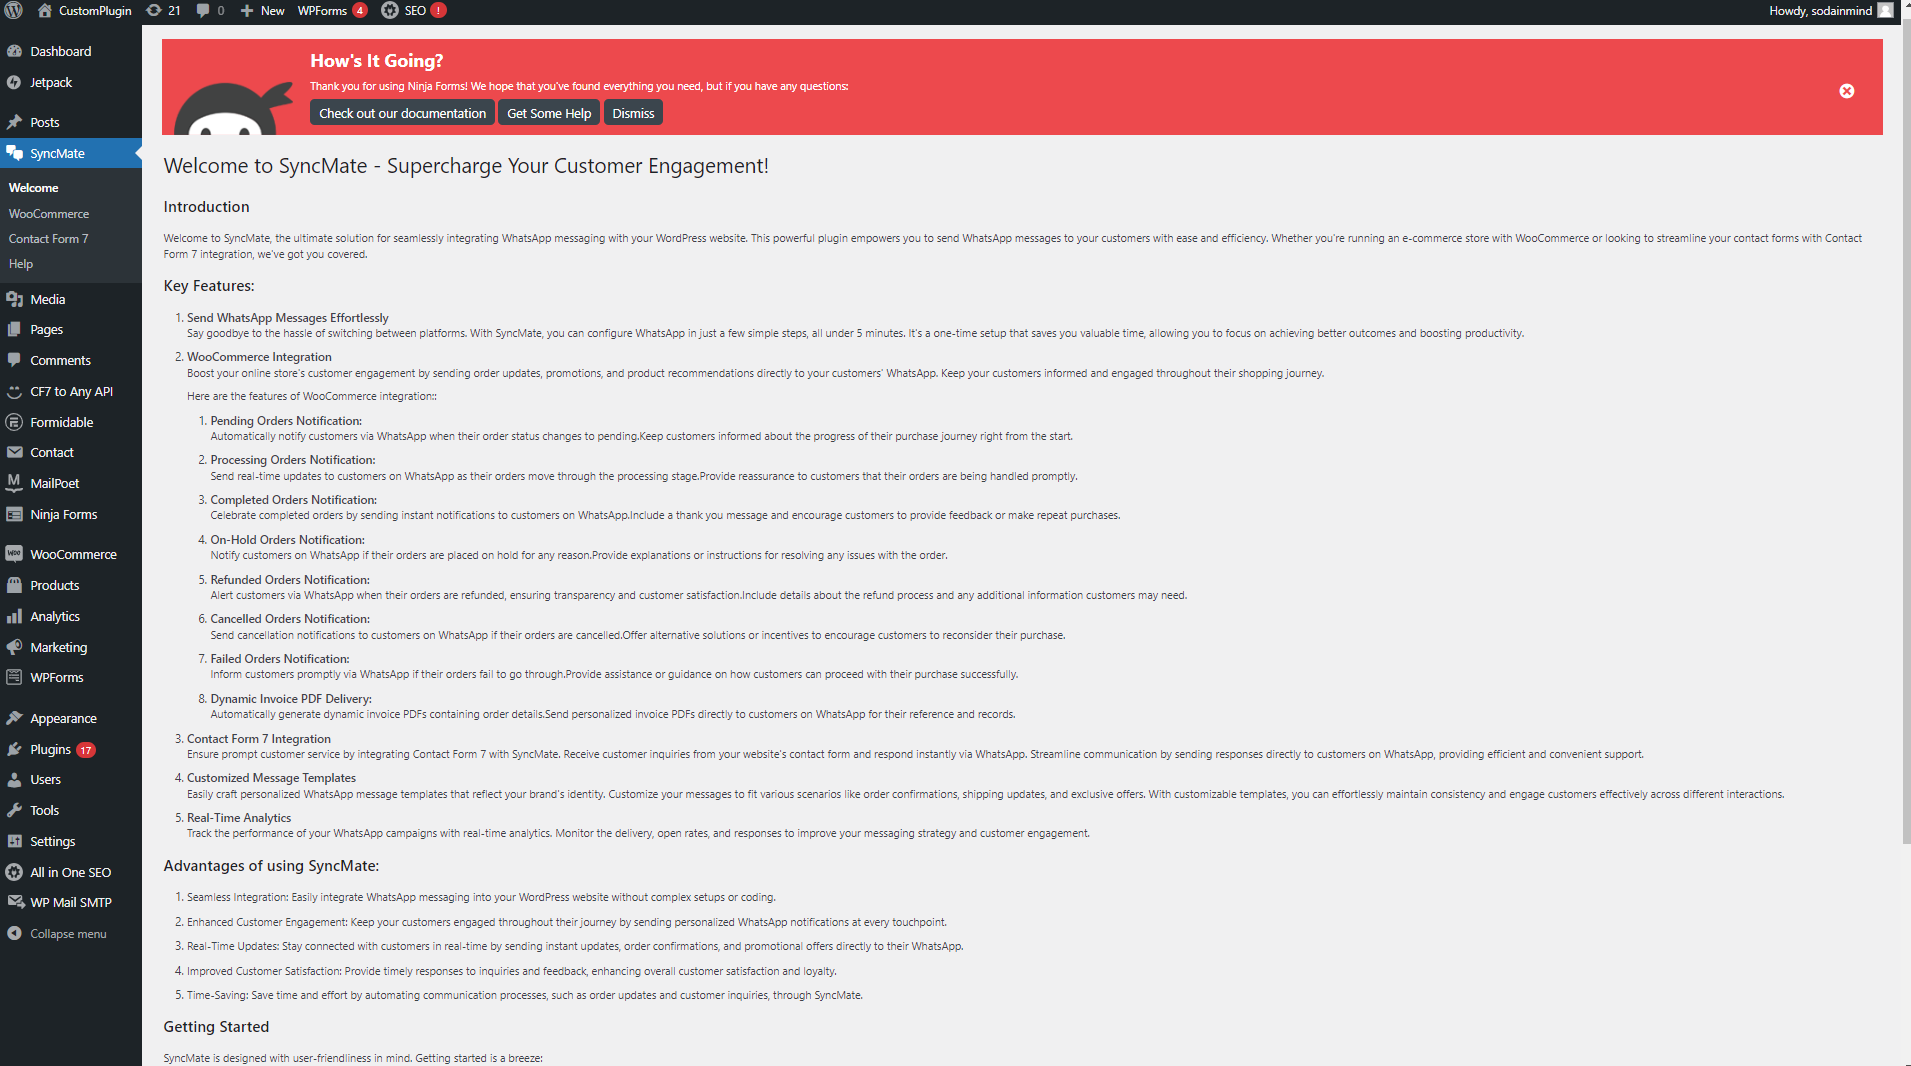 CustomPlugin 21 0 New WPForms 4 SEO ! Howdy, sodainmind
Dashboard
Jetpack
Posts
SyncMate
Welcome
WooCommerce
Contact Form 7
Help
Media
Pages
Comments
CF7 to Any API
Formidable
Contact
MailPoet
Ninja Forms
WooCommerce
Products
Analytics
Marketing
WPForms
Appearance
Plugins 17
Users
Tools
Settings
All in One SEO
WP Mail SMTP
Collapse menu
How's It Going?
Thank you for using Ninja Forms! We hope that you've found everything you need, but if you have any questions:
Check out our documentation Get Some Help Dismiss
Welcome to SyncMate - Supercharge Your Customer Engagement!
Introduction
Welcome to SyncMate, the ultimate solution for seamlessly integrating WhatsApp messaging with your WordPress website. This powerful plugin empowers you to send WhatsApp messages to your customers with ease and efficiency. Whether you're running an e-commerce store with WooCommerce or looking to streamline your contact forms with Contact
Form 7 integration, we've got you covered.
Key Features:
1. Send WhatsApp Messages Effortlessly
Say goodbye to the hassle of switching between platforms. With SyncMate, you can configure WhatsApp in just a few simple steps, all under 5 minutes. It's a one-time setup that saves you valuable time, allowing you to focus on achieving better outcomes and boosting productivity.
2. WooCommerce Integration
Boost your online store's customer engagement by sending order updates, promotions, and product recommendations directly to your customers' WhatsApp. Keep your customers informed and engaged throughout their shopping journey.
Here are the features of WooCommerce integration::
1. Pending Orders Notification:
Automatically notify customers via WhatsApp when their order status changes to pending.Keep customers informed about the progress of their purchase journey right from the start.
2. Processing Orders Notification:
Send real-time updates to customers on WhatsApp as their orders move through the processing stage.Provide reassurance to customers that their orders are being handled promptly.
3. Completed Orders Notification:
Celebrate completed orders by sending instant notifications to customers on WhatsApp.Include a thank you message and encourage customers to provide feedback or make repeat purchases.
4. On-Hold Orders Notification:
Notify customers on WhatsApp if their orders are placed on hold for any reason.Provide explanations or instructions for resolving any issues with the order.
5. Refunded Orders Notification:
Alert customers via WhatsApp when their orders are refunded, ensuring transparency and customer satisfaction.Include details about the refund process and any additional information customers may need.
6. Cancelled Orders Notification:
Send cancellation notifications to customers on WhatsApp if their orders are cancelled.Offer alternative solutions or incentives to encourage customers to reconsider their purchase.
7. Failed Orders Notification:
Inform customers promptly via WhatsApp if their orders fail to go through.Provide assistance or guidance on how customers can proceed with their purchase successfully.
8. Dynamic Invoice PDF Delivery:
Automatically generate dynamic invoice PDFs containing order details.Send personalized invoice PDFs directly to customers on WhatsApp for their reference and records.
3. Contact Form 7 Integration
Ensure prompt customer service by integrating Contact Form 7 with SyncMate. Receive customer inquiries from your website's contact form and respond instantly via WhatsApp. Streamline communication by sending responses directly to customers on WhatsApp, providing efficient and convenient support.
4. Customized Message Templates
Easily craft personalized WhatsApp message templates that reflect your brand's identity. Customize your messages to fit various scenarios like order confirmations, shipping updates, and exclusive offers. With customizable templates, you can effortlessly maintain consistency and engage customers effectively across different interactions.
5. Real-Time Analytics
Track the performance of your WhatsApp campaigns with real-time analytics. Monitor the delivery, open rates, and responses to improve your messaging strategy and customer engagement.
Advantages of using SyncMate:
1. Seamless Integration: Easily integrate WhatsApp messaging into your WordPress website without complex setups or coding.
2. Enhanced Customer Engagement: Keep your customers engaged throughout their journey by sending personalized WhatsApp notifications at every touchpoint.
3. Real-Time Updates: Stay connected with customers in real-time by sending instant updates, order confirmations, and promotional offers directly to their WhatsApp.
4. Improved Customer Satisfaction: Provide timely responses to inquiries and feedback, enhancing overall customer satisfaction and loyalty.
5. Time-Saving: Save time and effort by automating communication processes, such as order updates and customer inquiries, through SyncMate.
Getting Started
SyncMate is designed with user-friendliness in mind. Getting started is a breeze: